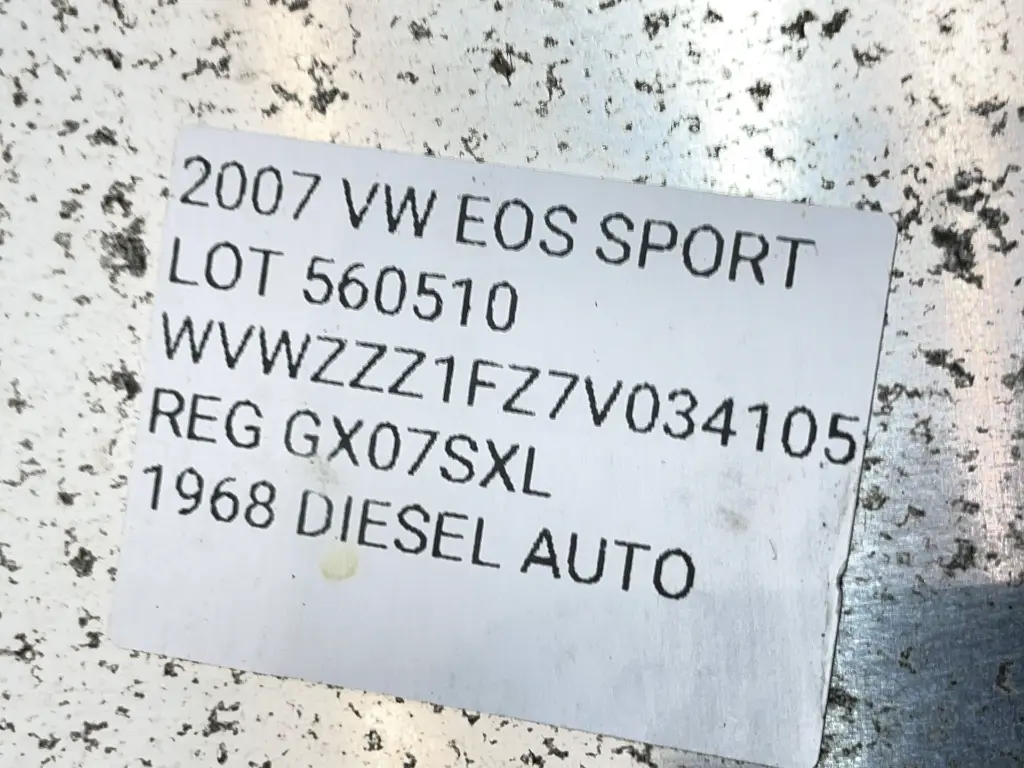 2007 VW EOS SPORT
LOT 560510
WVWZZZ1FZ7V034105
REG GX07SXL
1968 DIESEL AUTO